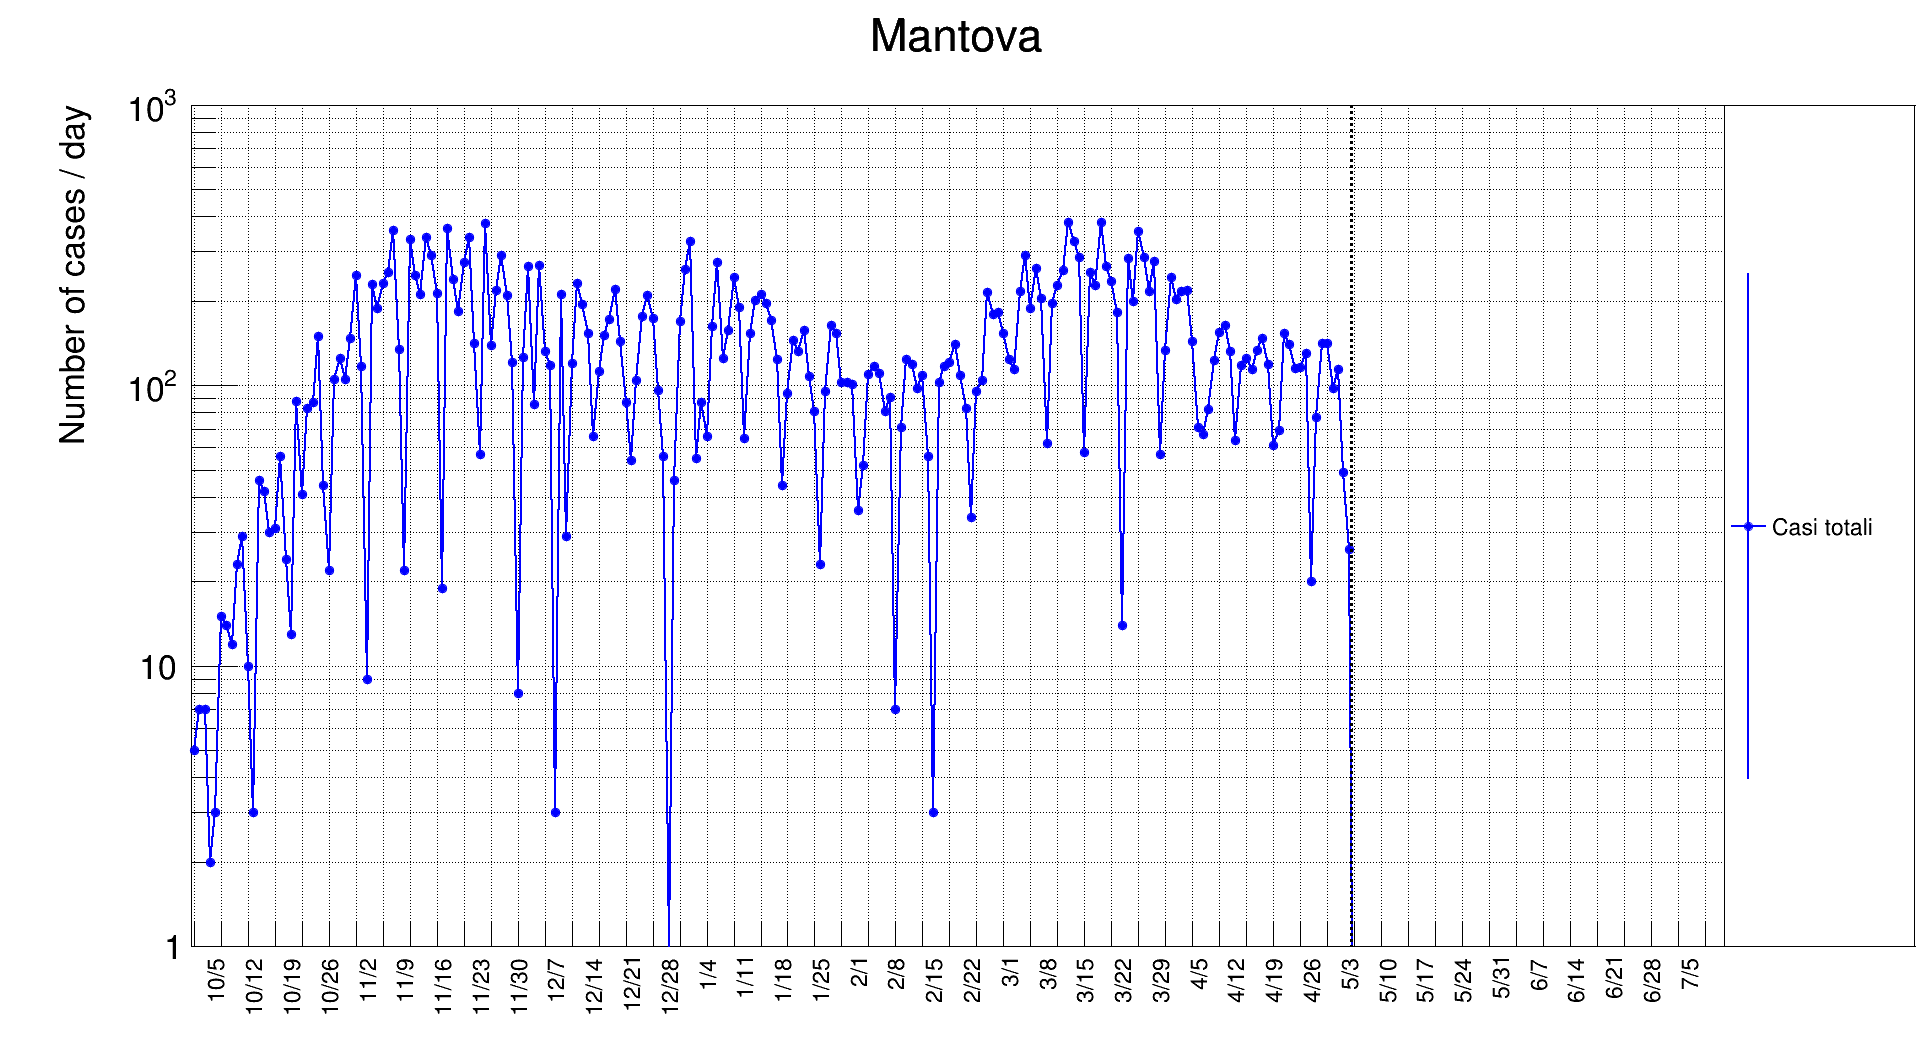 Mantova
Number of cases / day
10³
10²
10
1
10/5 10/12 10/19 10/26 11/2 11/9 11/16 11/23 11/30 12/7 12/14 12/21 12/28 1/4 1/11 1/18 1/25 2/1 2/8 2/15 2/22 3/1 3/8 3/15 3/22 3/29 4/5 4/12 4/19 4/26 5/3 5/10 5/17 5/24 5/31 6/7 6/14 6/21 6/28 7/5
Casi totali